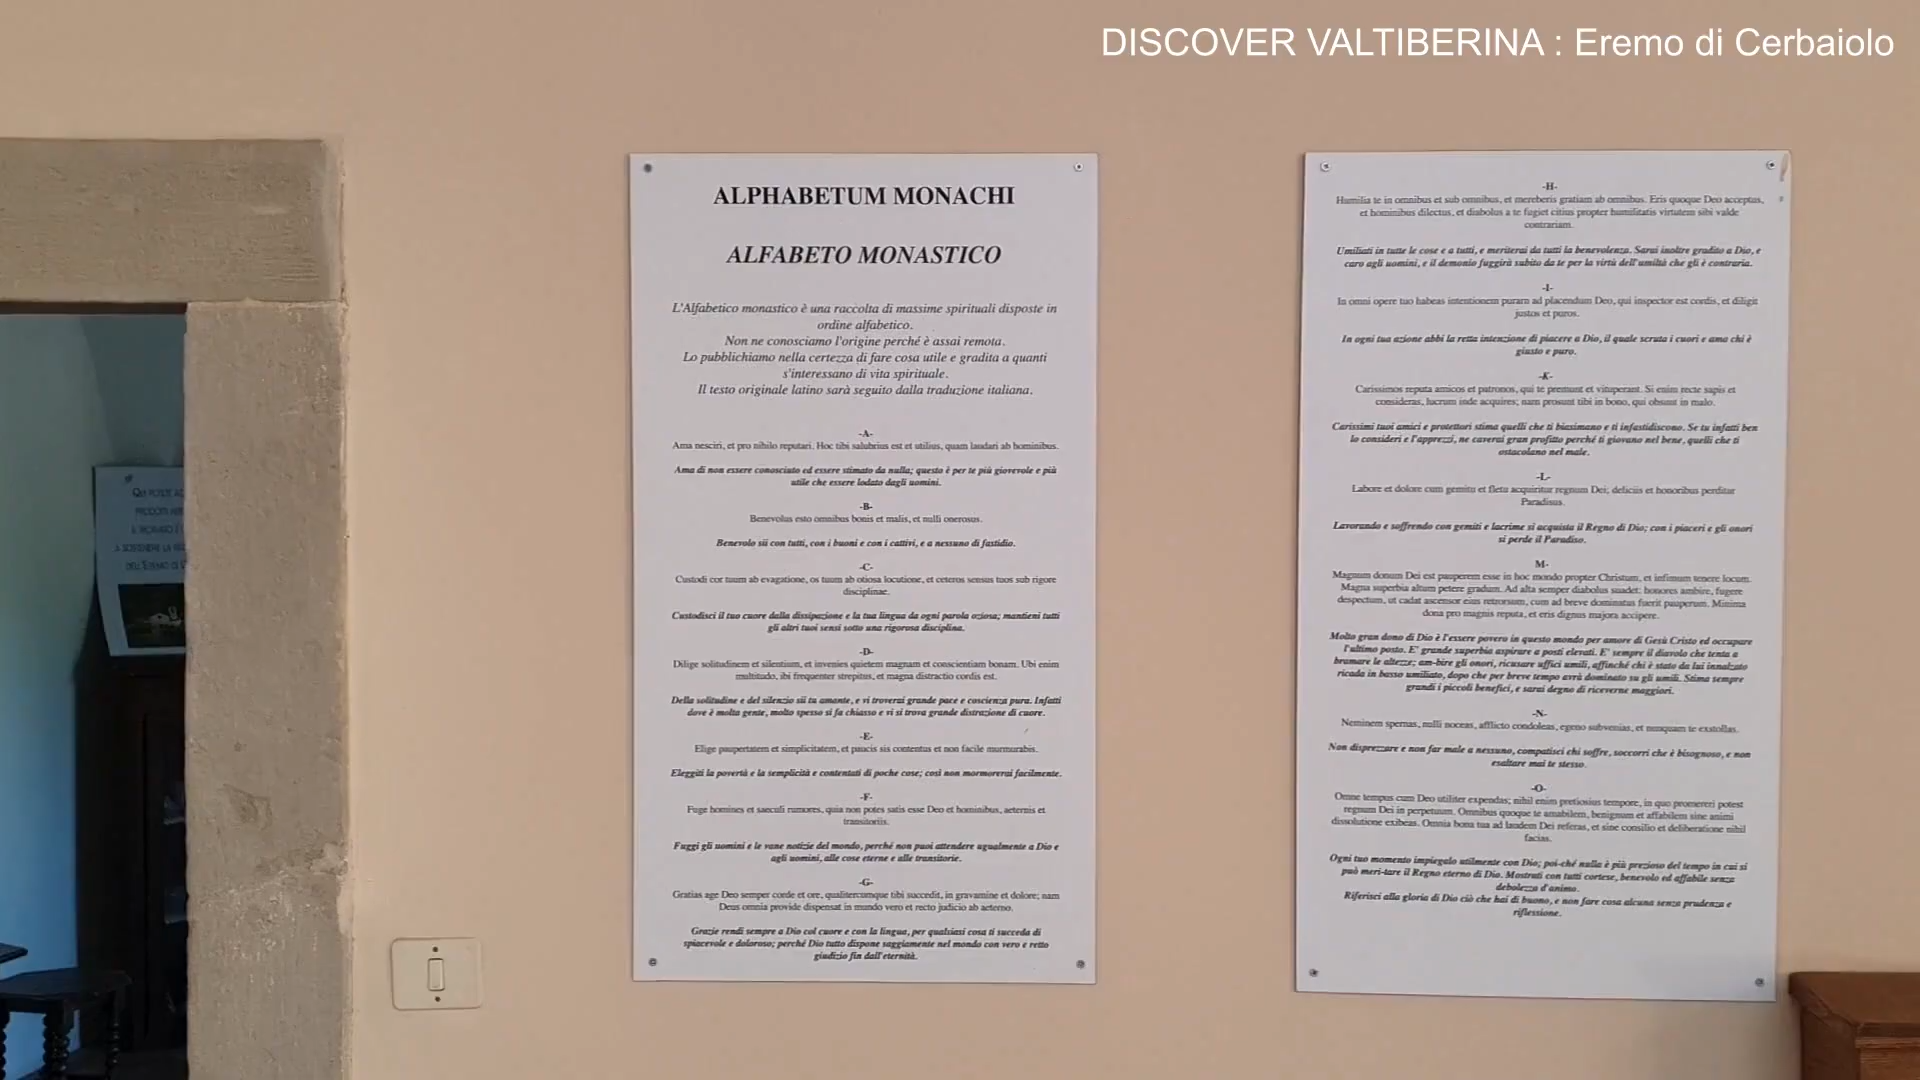 DISCOVER VALTIBERINA : Eremo di Cerbaiolo
ALPHABETUM MONACHI
ALFABETO MONASTICO
L'Alfabetico monastico è una raccolta di massime spirituali disposte in
ordine alfabetico.
Non ne conosciamo l'origine perché è assai remota.
Lo pubblichiamo nella certezza di fare cosa utile e gradita a quanti
s'interessano di vita spirituale.
Il testo originale latino sarà seguito dalla traduzione italiana.
-A-
Ama nesciri, et pro nihilo reputari. Hoc tibi salubrius est et utilius, quam laudari ab hominibus.
Ama di non essere conosciuto ed essere stimato da nulla; questo è per te più giovevole e più
utile che essere lodato dagli uomini.
-B-
Benevolus esto omnibus bonis et malis, et nulli onerosus.
Benevolo sii con tutti, con i buoni e con i cattivi, e a nessuno di fastidio.
-C-
Custodi cor tuum ab evagatione, os tuum ab otiosa locutione, et ceteros sensus tuos sub rigore
disciplinae.
Custodisci il tuo cuore dalla dissipazione e la tua lingua da ogni parola oziosa; mantieni tutti
gli altri tuoi sensi sotto una rigorosa disciplina.
-D-
Dilige solitudinem et silentium, et invenies quietem magnam et conscientiam bonam. Ubi enim
multitudo, ibi frequenter strepitus, et magna distractio cordis est.
Della solitudine e del silenzio sii tu amante, e vi troverai grande pace e coscienza pura. Infatti
dove è molta gente, molto spesso si fa chiasso e vi si trova grande distrazione di cuore.
-E-
Elige paupertatem et simplicitatem, et paucis sis contentus et non facile murmurabis.
Eleggiti la povertà e la semplicità e contentati di poche cose; così non mormorerai facilmente.
-F-
Fuge homines et saeculi rumores, quia non potes satis esse Deo et hominibus, aeternis et
transitoriis.
Fuggi gli uomini e le vane notizie del mondo, perché non puoi attendere ugualmente a Dio e
agli uomini, alle cose eterne e alle transitorie.
-G-
Gratias age Deo semper corde et ore, qualitercumque tibi succedit, in gravamine et dolore; nam
Deus omnia provide dispensat in mundo vero et recto judicio ab aeterno.
Grazie rendi sempre a Dio col cuore e con la lingua, per qualsiasi cosa ti succeda di
spiacevole e doloroso; perché Dio tutto dispone saggiamente nel mondo con vero e retto
giudizio fin dall'eternità.
-H-
Humilia te in omnibus et sub omnibus, et mereberis gratiam ab omnibus. Eris quoque Deo acceptus,
et hominibus dilectus, et diabolus a te fugiet citius propter humilitatis virtutem sibi valde
contrariam.
Umiliati in tutte le cose e a tutti, e meriterai da tutti la benevolenza. Sarai inoltre gradito a Dio, e
caro agli uomini, e il demonio fuggirà subito da te per la virtù dell'umiltà che gli è contraria.
-I-
In omni opere tuo habeas intentionem puram ad placendum Deo, qui inspector est cordis, et diligit
justos et puros.
In ogni tua azione abbi la retta intenzione di piacere a Dio, il quale scruta i cuori e ama chi è
giusto e puro.
-K-
Carissimos reputa amicos et patronos, qui te premunt et vituperant. Si enim recte sapis et
consideras, lucrum inde acquires; nam prosunt tibi in bono, qui obsunt in malo.
Carissimi tuoi amici e protettori stima quelli che ti biasimano e ti infastidiscono. Se tu infatti ben
lo consideri e l'apprezzi, ne caverai gran profitto perché ti giovano nel bene, quelli che ti
ostacolano nel male.
-L-
Labore et dolore cum gemitu et fletu acquiritur regnum Dei; deliciis et honoribus perditur
Paradisus.
Lavorando e soffrendo con gemiti e lacrime si acquista il Regno di Dio; con i piaceri e gli onori
si perde il Paradiso.
M-
Magnum donum Dei est pauperem esse in hoc mondo propter Christum, et infimum tenere locum.
Magna superbia altum petere gradum. Ad alta semper diabolus suadet: honores ambire, fugere
despectum, ut cadat ascensor eius retrorsum, cum ad breve dominatus fuerit pauperum. Minima
dona pro magnis reputa, et eris dignus majora accipere.
Molto gran dono di Dio è l'essere povero in questo mondo per amore di Gesù Cristo ed occupare
l'ultimo posto. E' grande superbia aspirare a posti elevati. E' sempre il diavolo che tenta a
bramare le altezze; am-bire gli onori, ricusare uffici umili, affinché chi è stato da lui innalzato
ricada in basso umiliato, dopo che per breve tempo avrà dominato su gli umili. Stima sempre
grandi i piccoli benefici, e sarai degno di riceverne maggiori.
-N-
Neminem spernas, nulli noceas, afflicto condoleas, egeno subvenias, et nunquam te exstollas.
Non disprezzare e non far male a nessuno, compatisci chi soffre, soccorri che è bisognoso, e non
esaltare mai te stesso.
-O-
Omne tempus cum Deo utiliter expendas; nihil enim pretiosius tempore, in quo promereri potest
regnum Dei in perpetuum. Omnibus quoque te amabilem, benignum et affabilem sine animi
dissolutione exibeas. Omnia bona tua ad laudem Dei referas, et sine consilio et deliberatione nihil
facias.
Ogni tuo momento impiegalo utilmente con Dio; poi-ché nulla è più prezioso del tempo in cui si
può meri-tare il Regno eterno di Dio. Mostrati con tutti cortese, benevolo ed affabile senza
debolezza d'animo.
Riferisci alla gloria di Dio ciò che hai di buono, e non fare cosa alcuna senza prudenza e
riflessione.